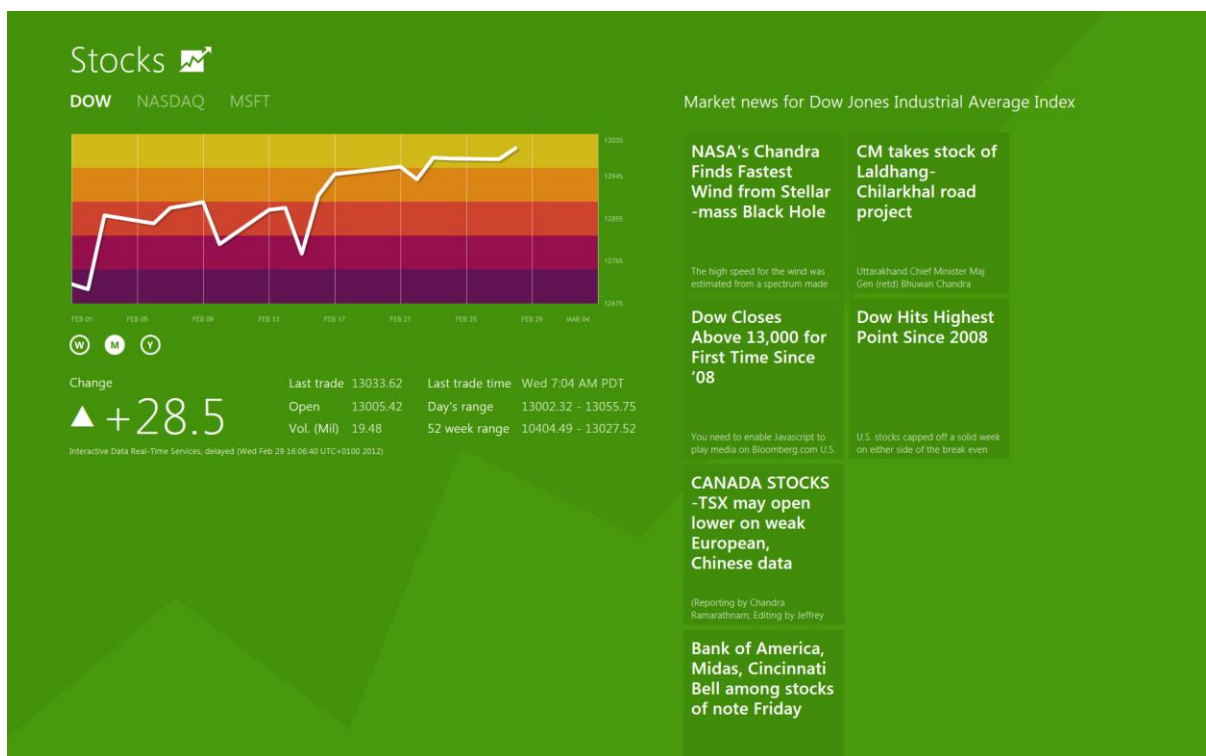 Stocks
DOW NASDAQ MSFT
13035
12945
12855
12765
12675
FEB 01 FEB 05 FEB 09 FEB 13 FEB 17 FEB 21 FEB 25 FEB 29 MAR 04
W M Y
Change
+28.5
Last trade 13033.62
Open 13005.42
Vol. (Mil) 19.48
Last trade time Wed 7:04 AM PDT
Day's range 13002.32 - 13055.75
52 week range 10404.49 - 13027.52
Interactive Data Real-Time Services, delayed (Wed Feb 29 16:06:40 UTC+0100 2012)
Market news for Dow Jones Industrial Average Index
NASA's Chandra
Finds Fastest
Wind from Stellar
-mass Black Hole
The high speed for the wind was
estimated from a spectrum made
CM takes stock of
Laldhang-
Chilarkhal road
project
Uttarakhand Chief Minister Maj
Gen (retd) Bhuwan Chandra
Dow Closes
Above 13,000 for
First Time Since
'08
You need to enable Javascript to
play media on Bloomberg.com U.S.
Dow Hits Highest
Point Since 2008
U.S. stocks capped off a solid week
on either side of the break even
CANADA STOCKS
-TSX may open
lower on weak
European,
Chinese data
(Reporting by Chandra
Ramarathnam; Editing by Jeffrey
Bank of America,
Midas, Cincinnati
Bell among stocks
of note Friday